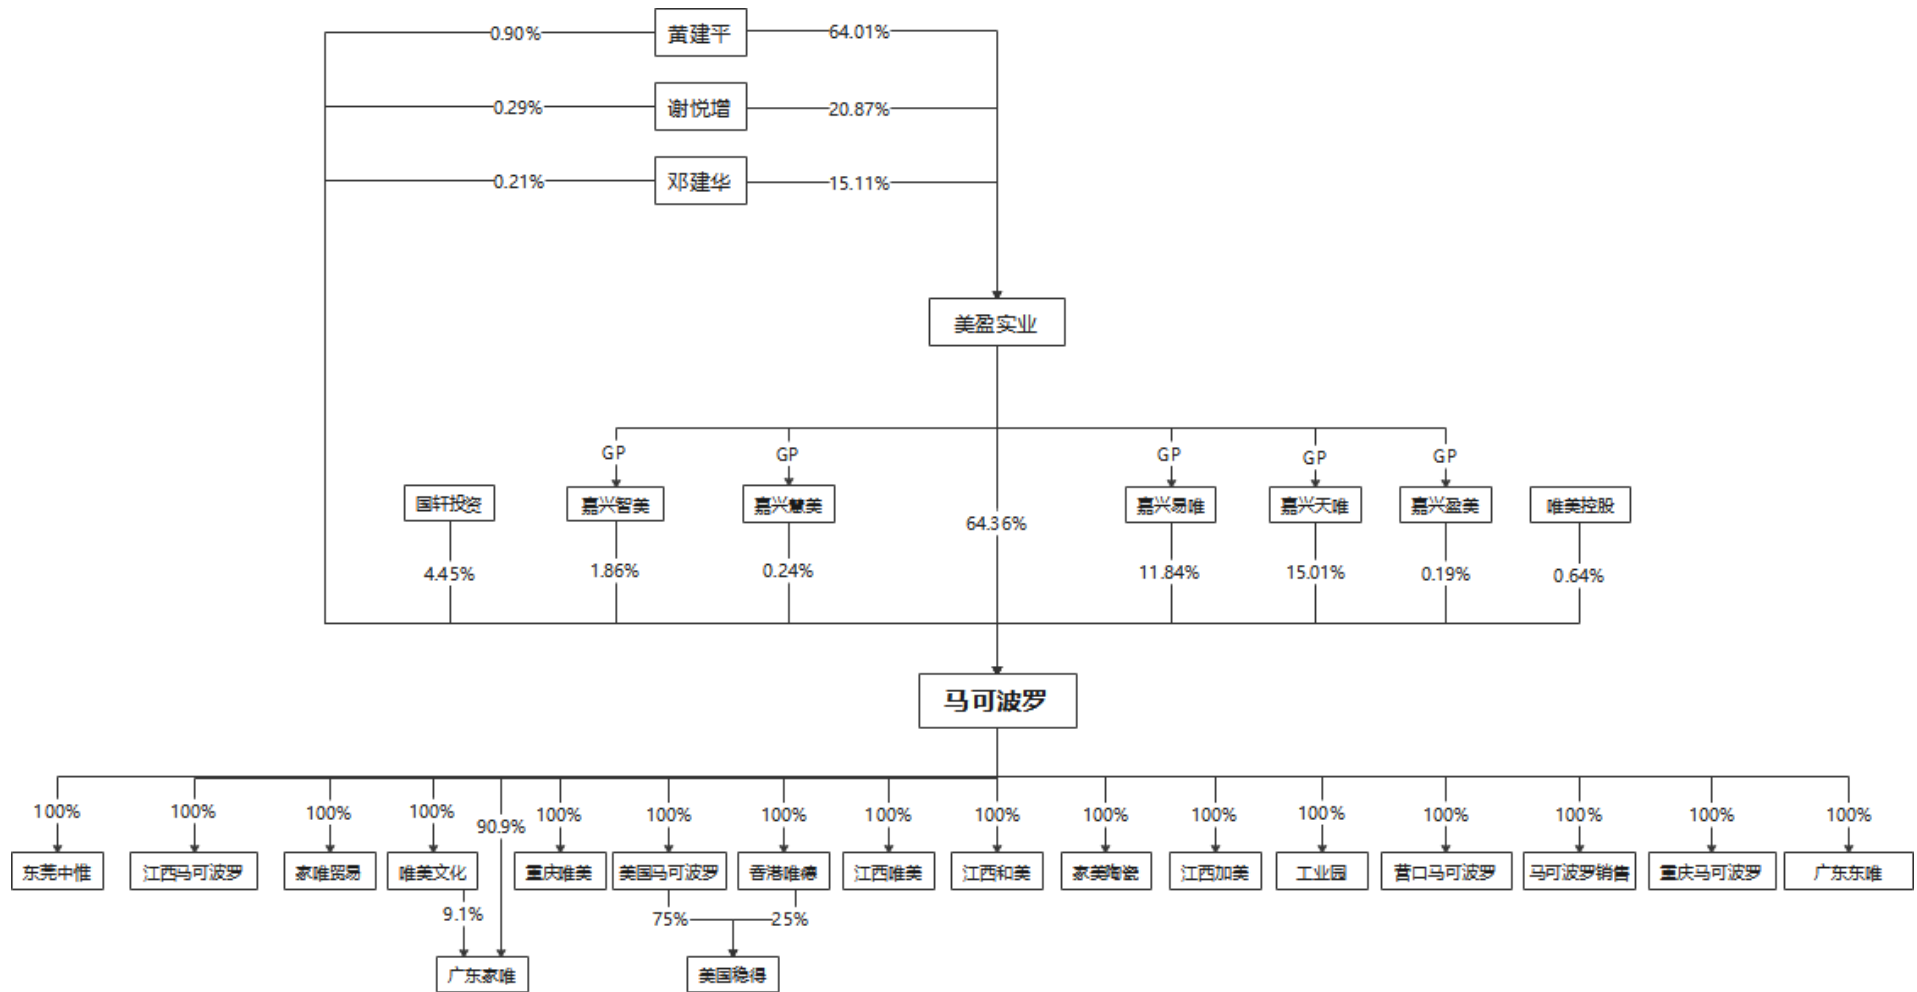 0.90%
黄建平
64.01%
0.29%
谢悦增
20.87%
0.21%
邓建华
15.11%
美盈实业
GP
GP
GP
GP
GP
国轩投资
嘉兴智美
嘉兴慧美
嘉兴易唯
嘉兴天唯
嘉兴盈美
唯美控股
64.36%
4.45%
1.86%
0.24%
11.84%
15.01%
0.19%
0.64%
马可波罗
100%
100%
100%
100%
90.9%
100%
100%
100%
100%
100%
100%
100%
100%
100%
100%
100%
100%
东莞中惟
江西马可波罗
家唯贸易
唯美文化
重庆唯美
美国马可波罗
香港唯德
江西唯美
江西和美
家美陶瓷
江西加美
工业园
营口马可波罗
马可波罗销售
重庆马可波罗
广东东唯
9.1%
75%
25%
广东家唯
美国稳得